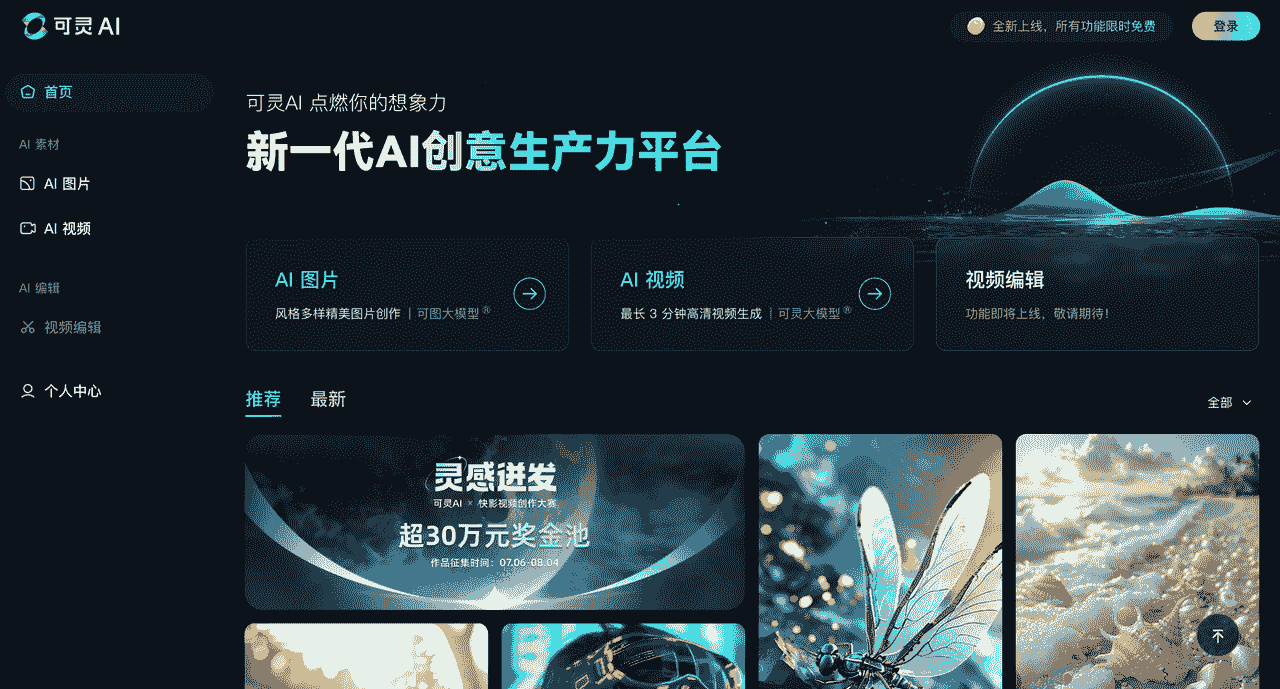 可灵 AI
全新上线，所有功能限时免费
登录
首页
AI 素材
AI 图片
AI 视频
AI 编辑
视频编辑
个人中心
可灵AI 点燃你的想象力
新一代AI创意生产力平台
AI 图片
风格多样精美图片创作 | 可图大模型®
AI 视频
最长 3 分钟高清视频生成 | 可灵大模型®
视频编辑
功能即将上线，敬请期待！
推荐
最新
全部
灵感迸发
可灵AI × 快影视频创作大赛
超30万元奖金池
作品征集时间：07.06-08.04